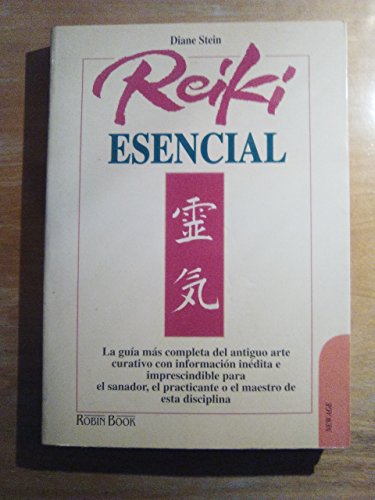 Diane Stein
Reiki
ESENCIAL
靈
気
La guía más completa del antiguo arte
curativo con información inédita e
imprescindible para
el sanador, el practicante o el maestro de
esta disciplina
ROBIN BOOK
NEW AGE